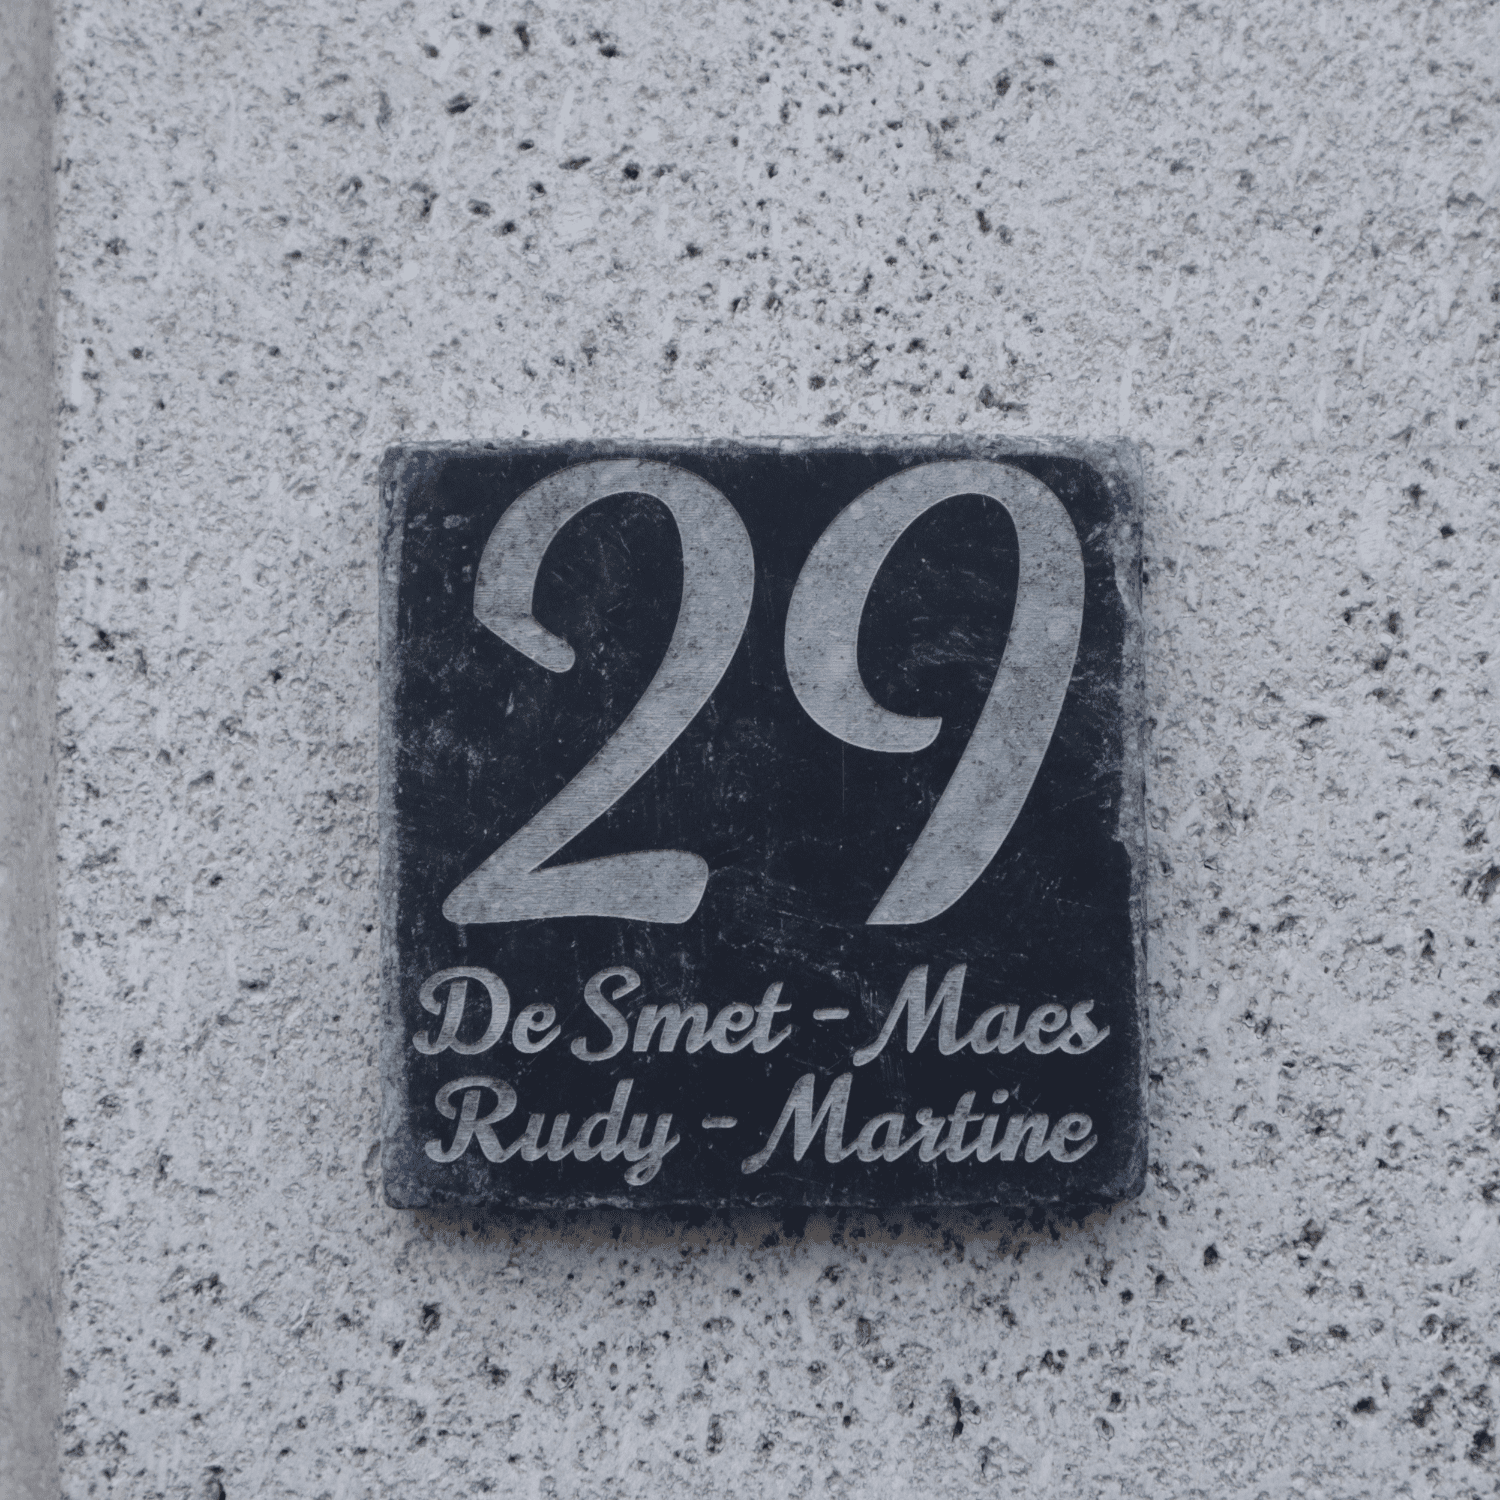 29
De Smet - Maes
Rudy - Martine